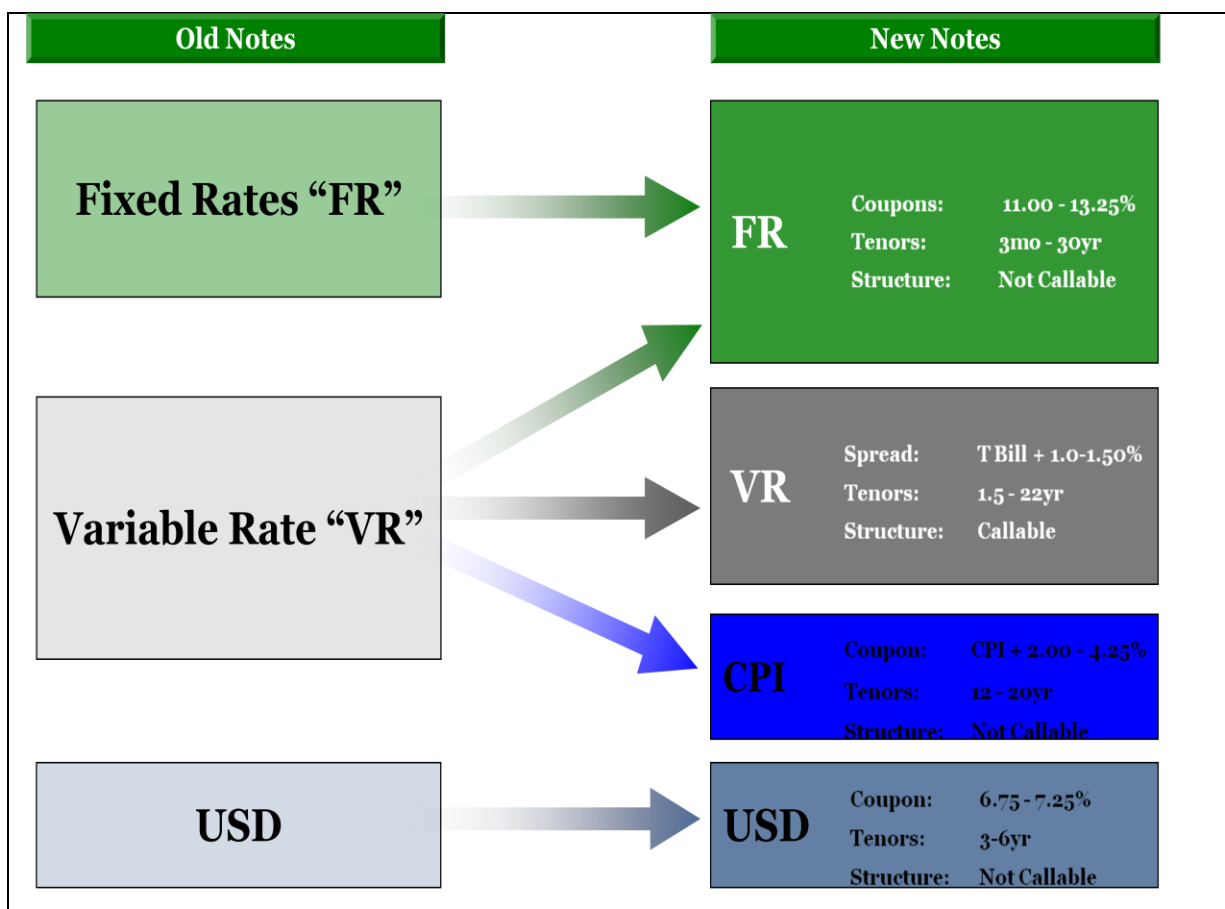 Old Notes
New Notes
Fixed Rates “FR”
FR
Coupons: 11.00 - 13.25%
Tenors: 3mo - 30yr
Structure: Not Callable
Variable Rate “VR”
VR
Spread: T Bill + 1.0-1.50%
Tenors: 1.5 - 22yr
Structure: Callable
CPI
Coupon: CPI + 2.00 - 4.25%
Tenors: 12 - 20yr
Structure: Not Callable
USD
USD
Coupon: 6.75 - 7.25%
Tenors: 3-6yr
Structure: Not Callable